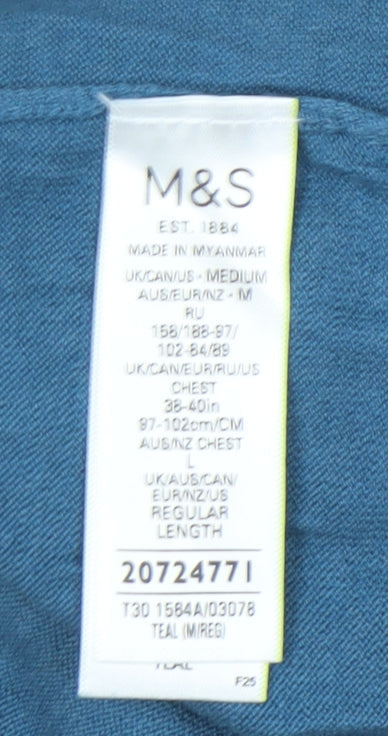 M&S
EST. 1884
MADE IN MYANMAR
UK/CAN/US - MEDIUM
AUS/EUR/NZ - M
RU
158/188-97/
102-84/89
UK/CAN/EUR/RU/US
CHEST
38-40in
97-102cm/CM
AUS/NZ CHEST
L
UK/AUS/CAN/
EUR/NZ/US
REGULAR
LENGTH
20724771
T30 1584A/03078
TEAL (M/REG)
TEAL
F25